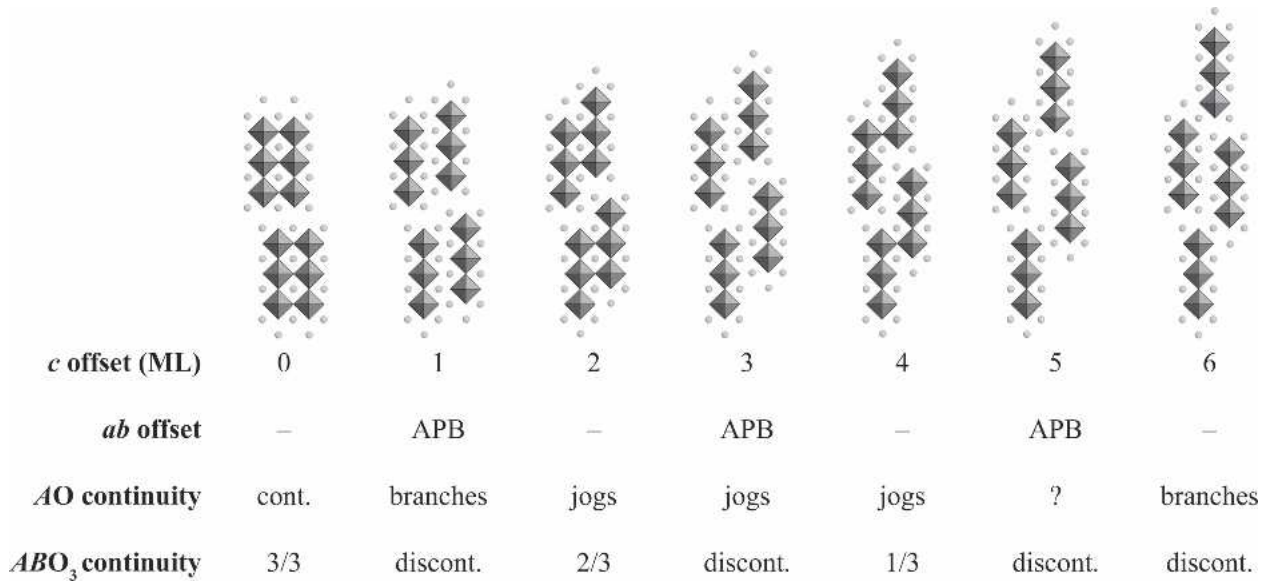 c offset (ML) 0 1 2 3 4 5 6
ab offset – APB – APB – APB –
AO continuity cont. branches jogs jogs jogs ? branches
ABO₃ continuity 3/3 discont. 2/3 discont. 1/3 discont. discont.